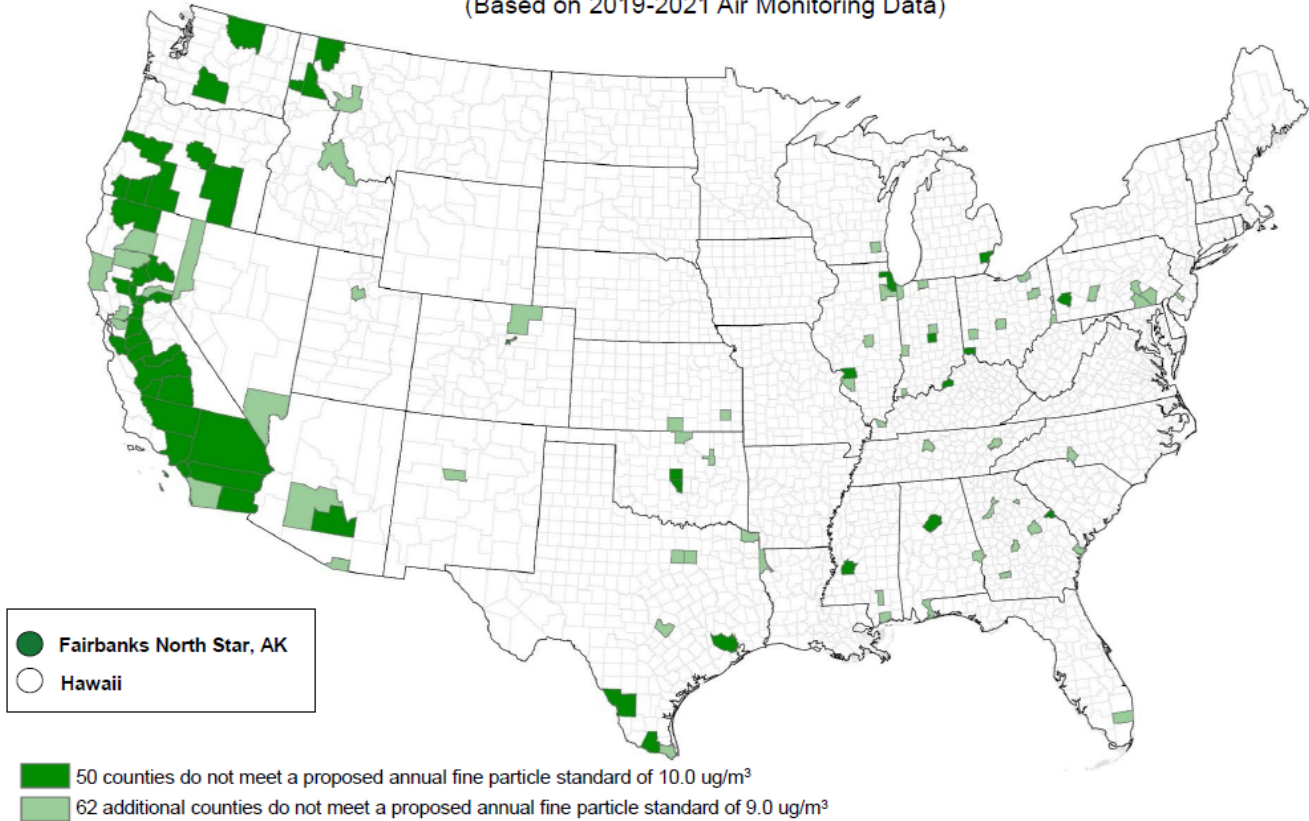 (Based on 2019-2021 Air Monitoring Data)
Fairbanks North Star, AK
Hawaii
50 counties do not meet a proposed annual fine particle standard of 10.0 ug/m³
62 additional counties do not meet a proposed annual fine particle standard of 9.0 ug/m³